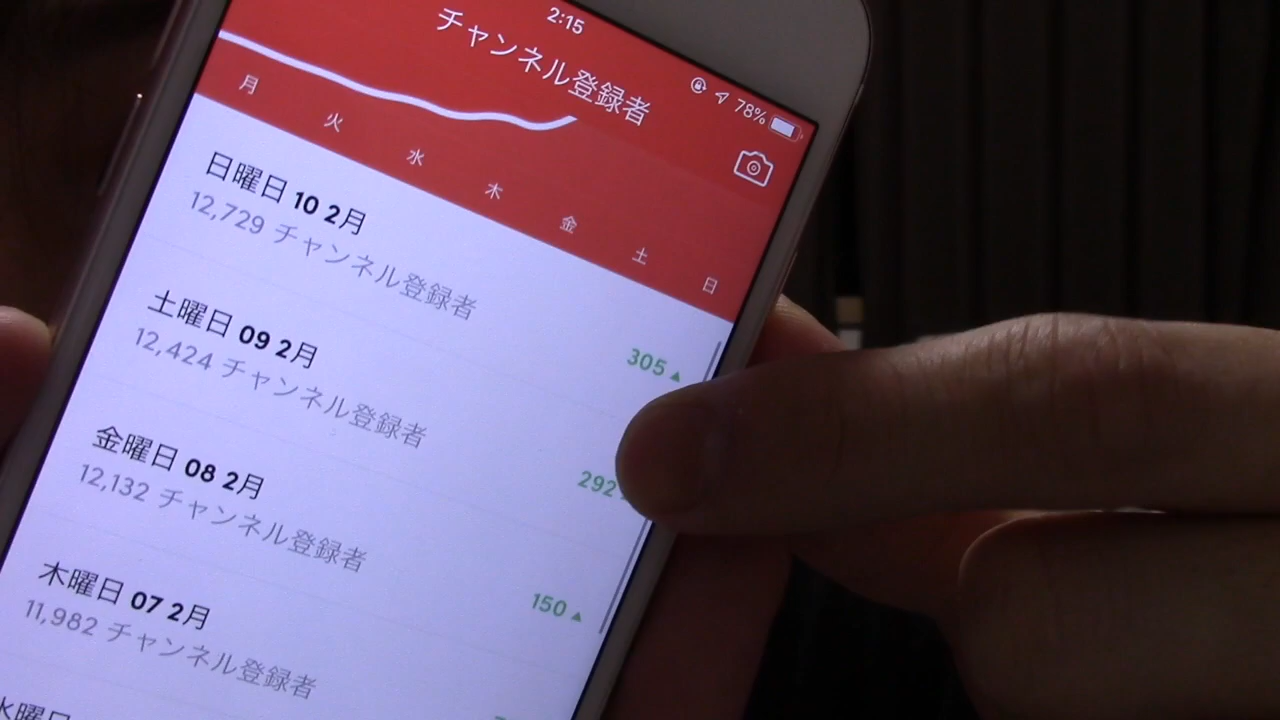 2:15
チャンネル登録者
78%
月 火 水 木 金 土 日
日曜日 10 2月
12,729 チャンネル登録者
305▲
土曜日 09 2月
12,424 チャンネル登録者
292
金曜日 08 2月
12,132 チャンネル登録者
150▲
木曜日 07 2月
11,982 チャンネル登録者
水曜日